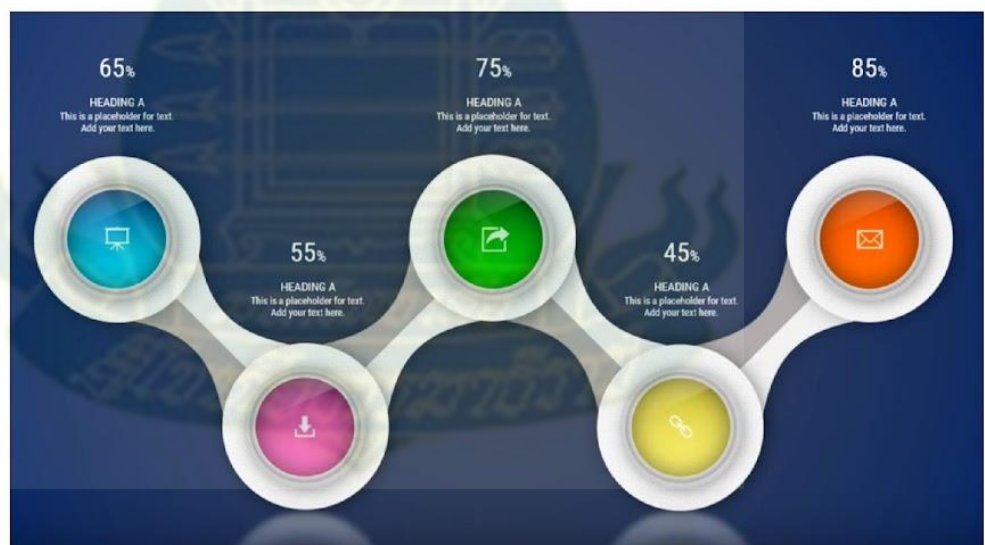 65%
HEADING A
This is a placeholder for text.
Add your text here.
55%
HEADING A
This is a placeholder for text.
Add your text here.
75%
HEADING A
This is a placeholder for text.
Add your text here.
45%
HEADING A
This is a placeholder for text.
Add your text here.
85%
HEADING A
This is a placeholder for text.
Add your text here.